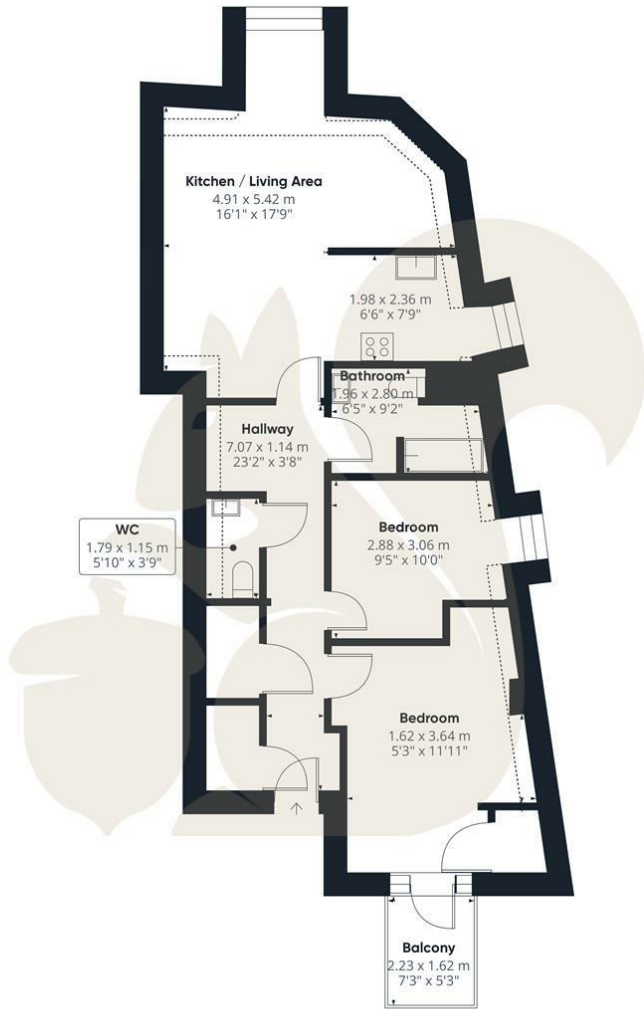 Kitchen / Living Area
4.91 x 5.42 m
16'1" x 17'9"
1.98 x 2.36 m
6'6" x 7'9"
Bathroom
1.96 x 2.80 m
6'5" x 9'2"
Hallway
7.07 x 1.14 m
23'2" x 3'8"
WC
1.79 x 1.15 m
5'10" x 3'9"
Bedroom
2.88 x 3.06 m
9'5" x 10'0"
Bedroom
1.62 x 3.64 m
5'3" x 11'11"
Balcony
2.23 x 1.62 m
7'3" x 5'3"